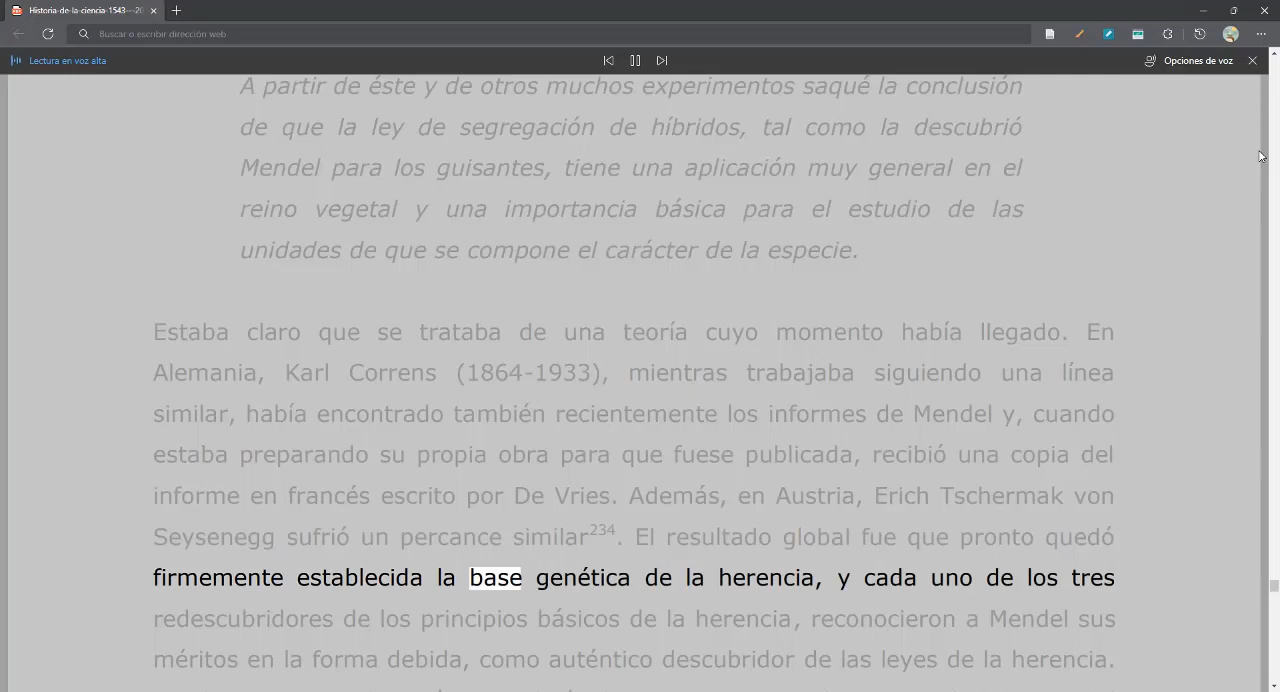 Historia-de-la-ciencia-1543---20
Buscar o escribir dirección web
Lectura en voz alta
Opciones de voz
A partir de éste y de otros muchos experimentos saqué la conclusión
de que la ley de segregación de híbridos, tal como la descubrió
Mendel para los guisantes, tiene una aplicación muy general en el
reino vegetal y una importancia básica para el estudio de las
unidades de que se compone el carácter de la especie.
Estaba claro que se trataba de una teoría cuyo momento había llegado. En
Alemania, Karl Correns (1864-1933), mientras trabajaba siguiendo una línea
similar, había encontrado también recientemente los informes de Mendel y, cuando
estaba preparando su propia obra para que fuese publicada, recibió una copia del
informe en francés escrito por De Vries. Además, en Austria, Erich Tschermak von
Seysenegg sufrió un percance similar234. El resultado global fue que pronto quedó
firmemente establecida la base genética de la herencia, y cada uno de los tres
redescubridores de los principios básicos de la herencia, reconocieron a Mendel sus
méritos en la forma debida, como auténtico descubridor de las leyes de la herencia.